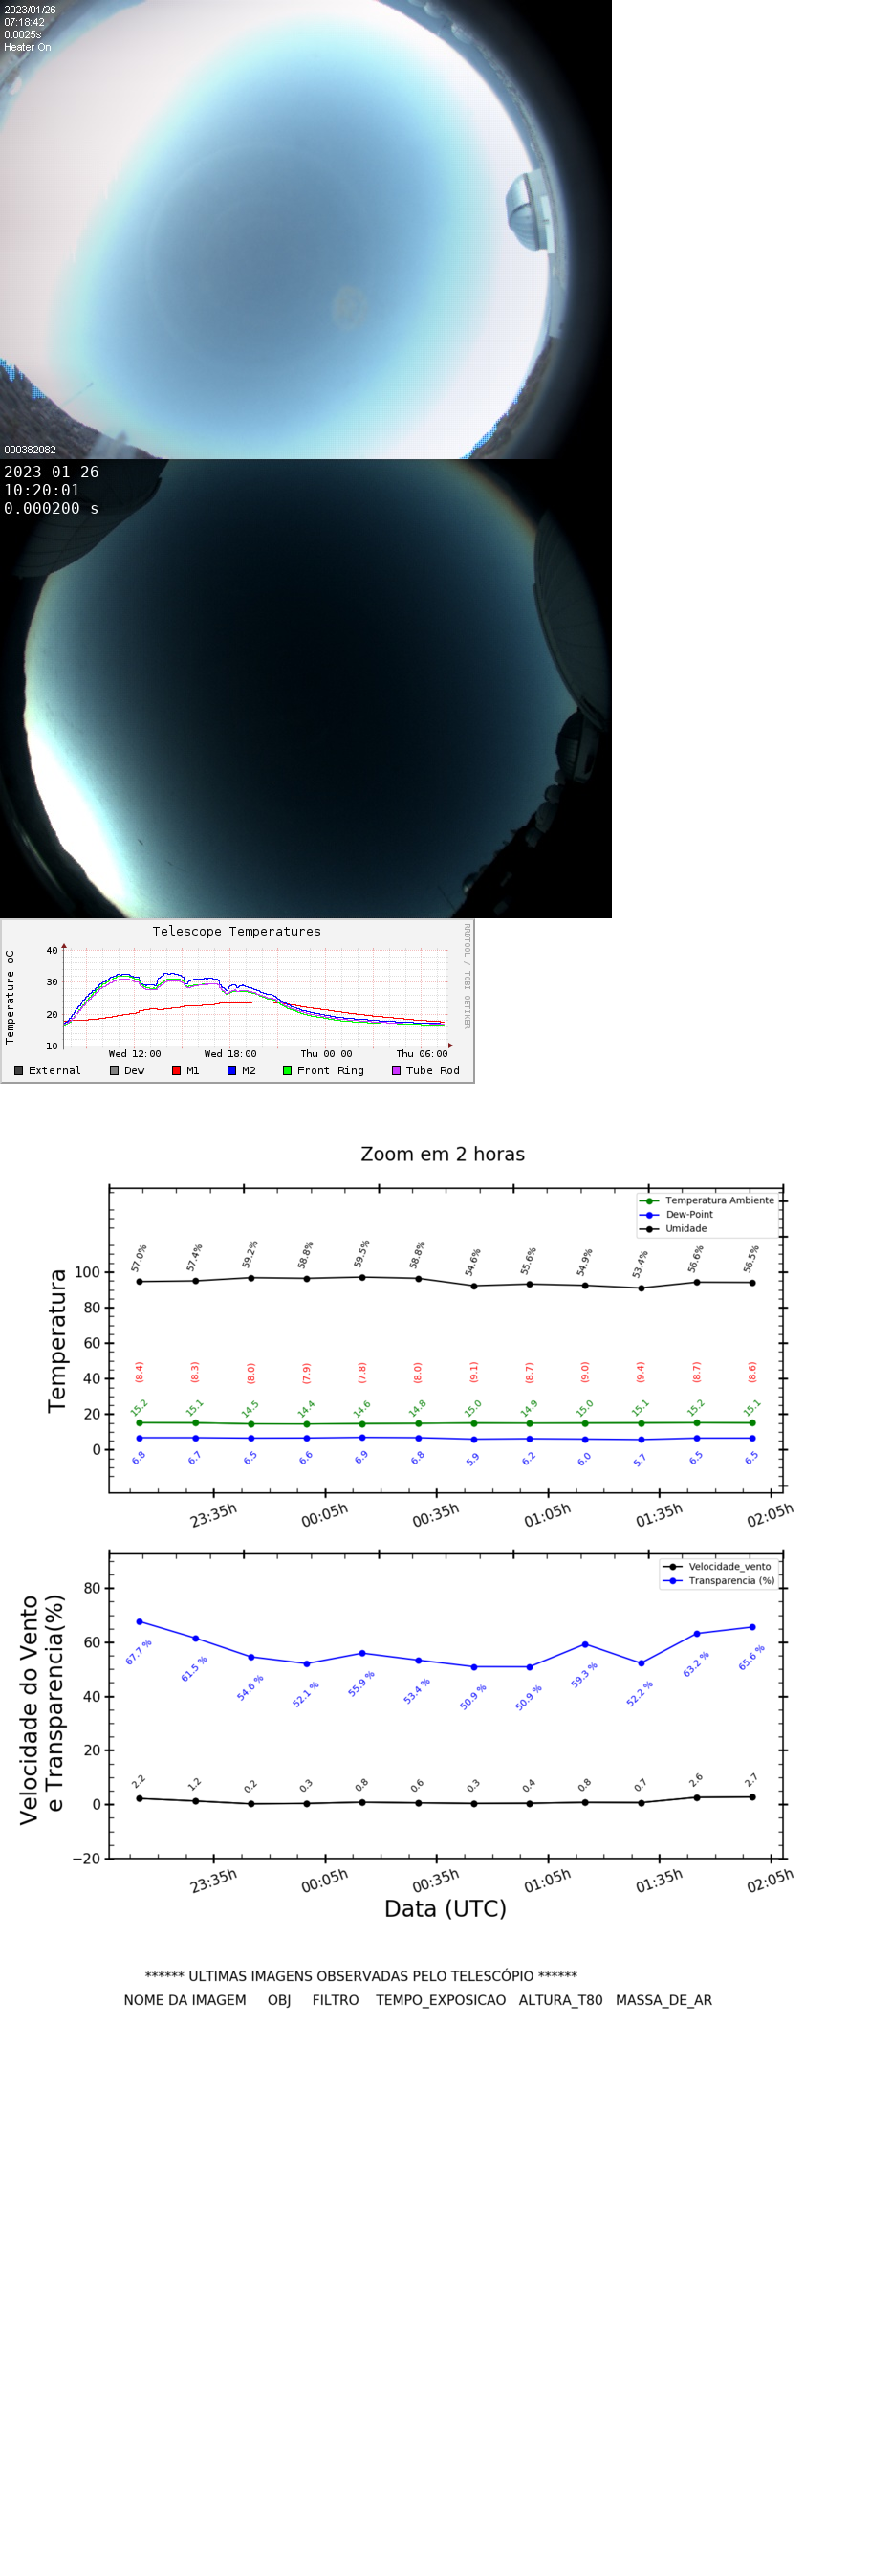 2023/01/26
07:18:42
0.0025s
Heater On
000382082
2023-01-26
10:20:01
0.000200 s
Telescope Temperatures
RRDTOOL / TOBI OETIKER
Temperature oC
40
30
20
10
Wed 12:00 Wed 18:00 Thu 00:00 Thu 06:00
External Dew M1 M2 Front Ring Tube Rod
Zoom em 2 horas
Temperatura Ambiente
Dew-Point
Umidade
Temperatura
100
80
60
40
20
0
57.0% 57.4% 59.2% 58.8% 59.5% 58.8% 54.6% 55.6% 54.9% 53.4% 56.6% 56.5%
(8.4) (8.3) (8.0) (7.9) (7.8) (8.0) (9.1) (8.7) (9.0) (9.4) (8.7) (8.6)
15.2 15.1 14.5 14.4 14.6 14.8 15.0 14.9 15.0 15.1 15.2 15.1
6.8 6.7 6.5 6.6 6.9 6.8 5.9 6.2 6.0 5.7 6.5 6.5
23:35h 00:05h 00:35h 01:05h 01:35h 02:05h
Velocidade_vento
Transparencia (%)
Velocidade do Vento
e Transparencia(%)
80
60
40
20
0
−20
67.7 % 61.5 % 54.6 % 52.1 % 55.9 % 53.4 % 50.9 % 50.9 % 59.3 % 52.2 % 63.2 % 65.6 %
2.2 1.2 0.2 0.3 0.8 0.6 0.3 0.4 0.8 0.7 2.6 2.7
23:35h 00:05h 00:35h 01:05h 01:35h 02:05h
Data (UTC)
****** ULTIMAS IMAGENS OBSERVADAS PELO TELESCÓPIO ******
NOME DA IMAGEM OBJ FILTRO TEMPO_EXPOSICAO ALTURA_T80 MASSA_DE_AR